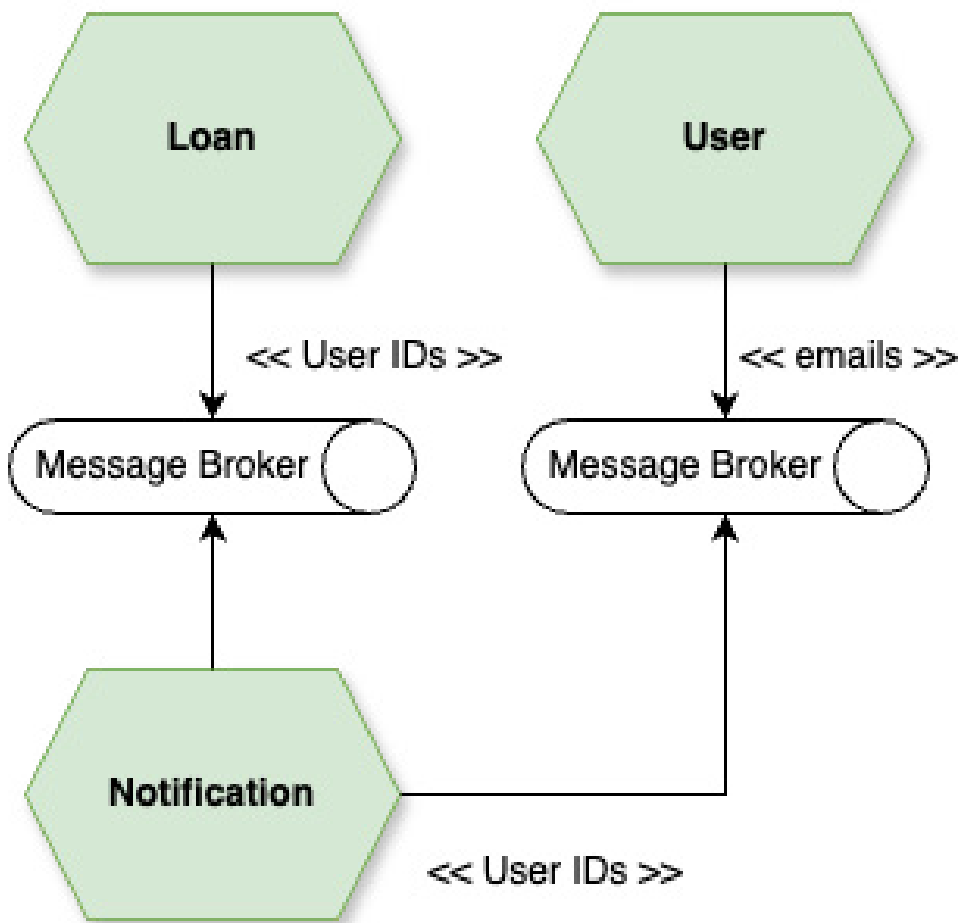 Loan
User
<< User IDs >>
<< emails >>
Message Broker
Message Broker
Notification
<< User IDs >>